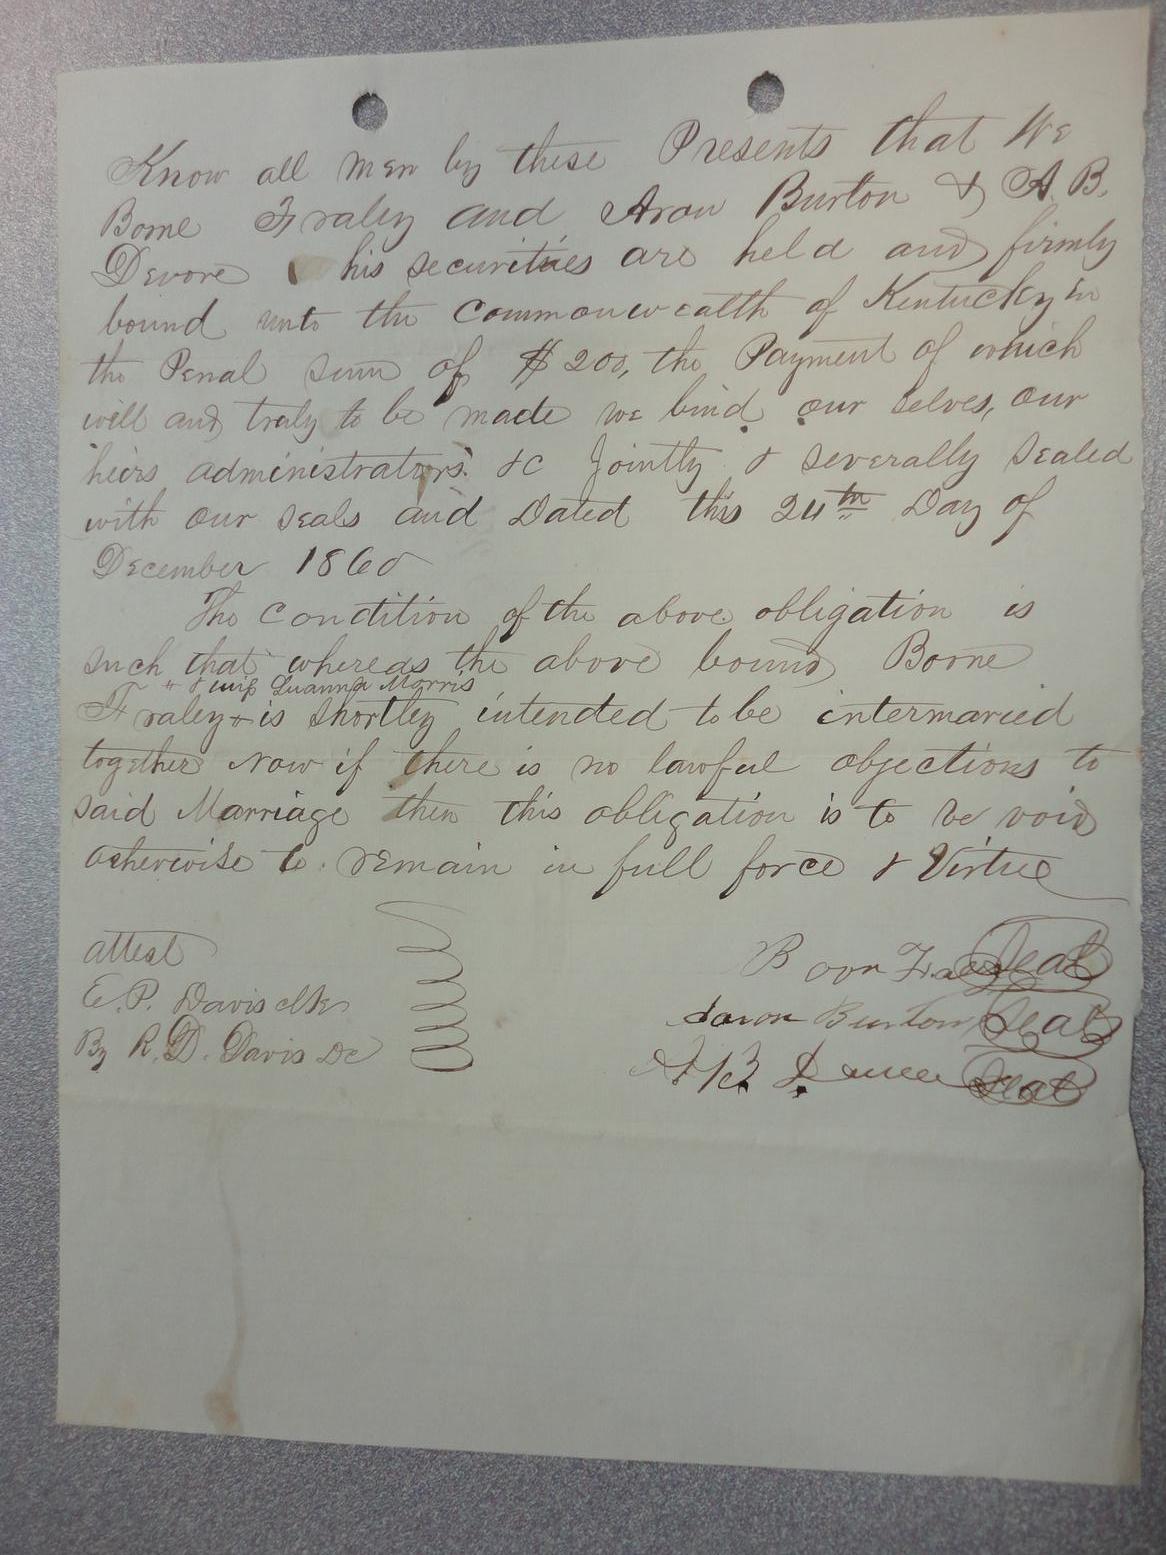 Know all men by these Presents that We
Borne Fraley and Aron Burton & A. B.
Devore his securities are held and firmly
bound unto the Commonwealth of Kentucky in
the Penal sum of $200, the Payment of which
will and truly to be made we bind our selves, our
heirs administrators &c Jointly & severally sealed
with our seals and Dated this 24th Day of
December 1860
The condition of the above obligation is
such that whereas the above bound Borne
" & Luanna Morris
Fraley + is shortley intended to be intermaried
together Now if there is no lawful objections to
said Marriage then this obligation is to be void
otherwise to remain in full force & Virtue
attest
E. P. Davis clk
By R. D. Davis DC
Boon Seal
Aaron Burton Seal
A B Seal